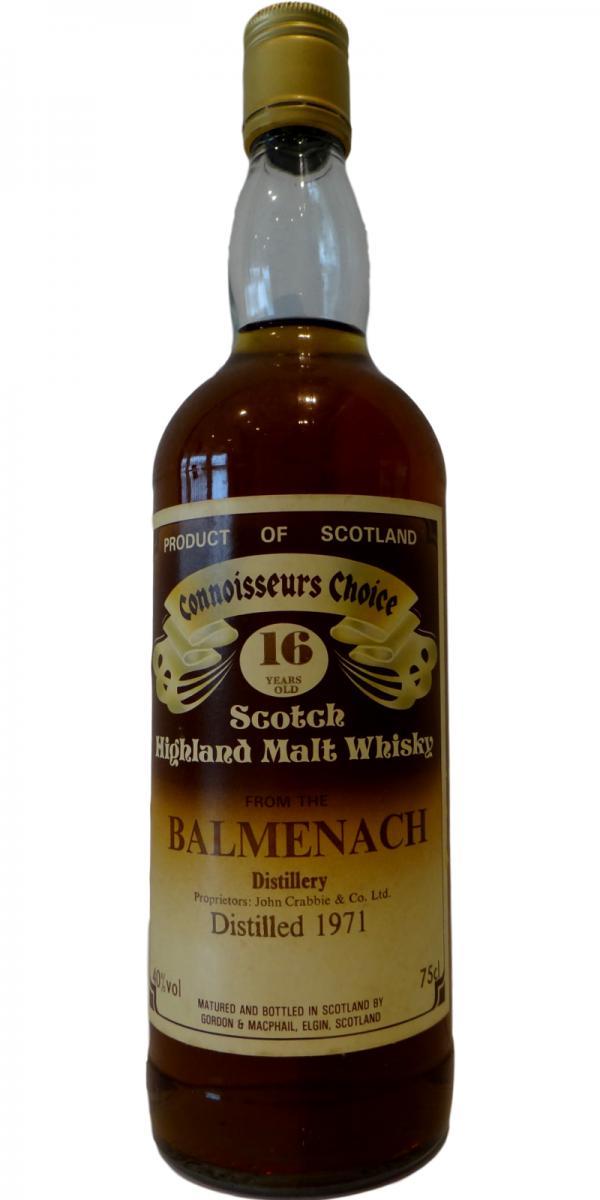 PRODUCT OF SCOTLAND
Connoisseurs Choice
16
YEARS
OLD
Scotch
Highland Malt Whisky
FROM THE
BALMENACH
Distillery
Proprietors: John Crabbie & Co. Ltd.
Distilled 1971
40%vol 75cl
MATURED AND BOTTLED IN SCOTLAND BY
GORDON & MACPHAIL, ELGIN, SCOTLAND